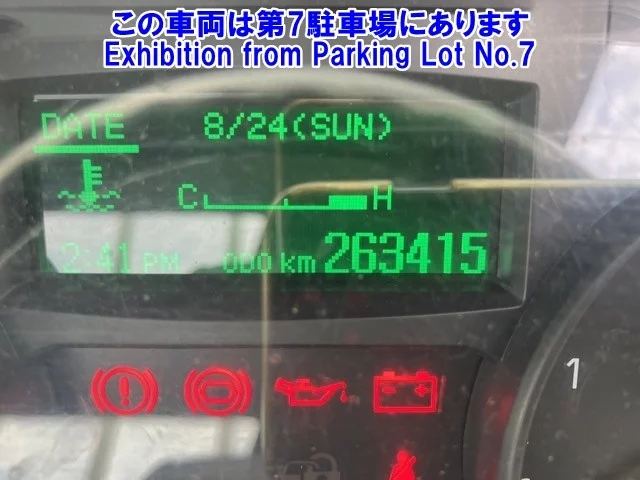 この車両は第7駐車場にあります
Exhibition from Parking Lot No.7
DATE 8/24(SUN)
C H
2:41 PM ODO km 263415
1